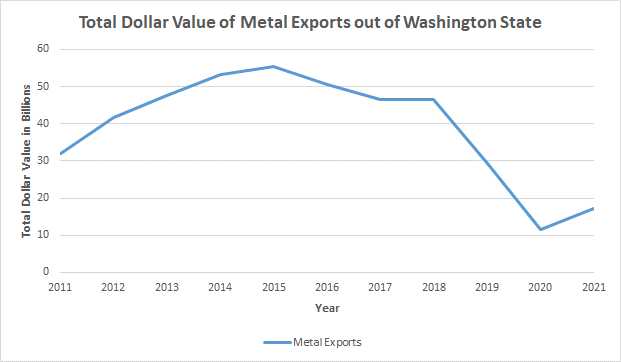 Total Dollar Value of Metal Exports out of Washington State
Total Dollar Value in Billions
60
50
40
30
20
10
0
2011 2012 2013 2014 2015 2016 2017 2018 2019 2020 2021
Year
Metal Exports